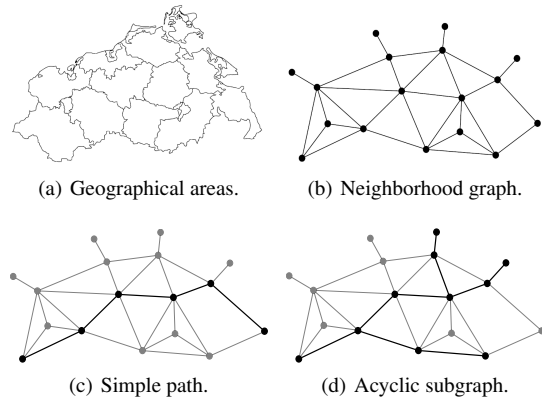 (a) Geographical areas.
(b) Neighborhood graph.
(c) Simple path.
(d) Acyclic subgraph.